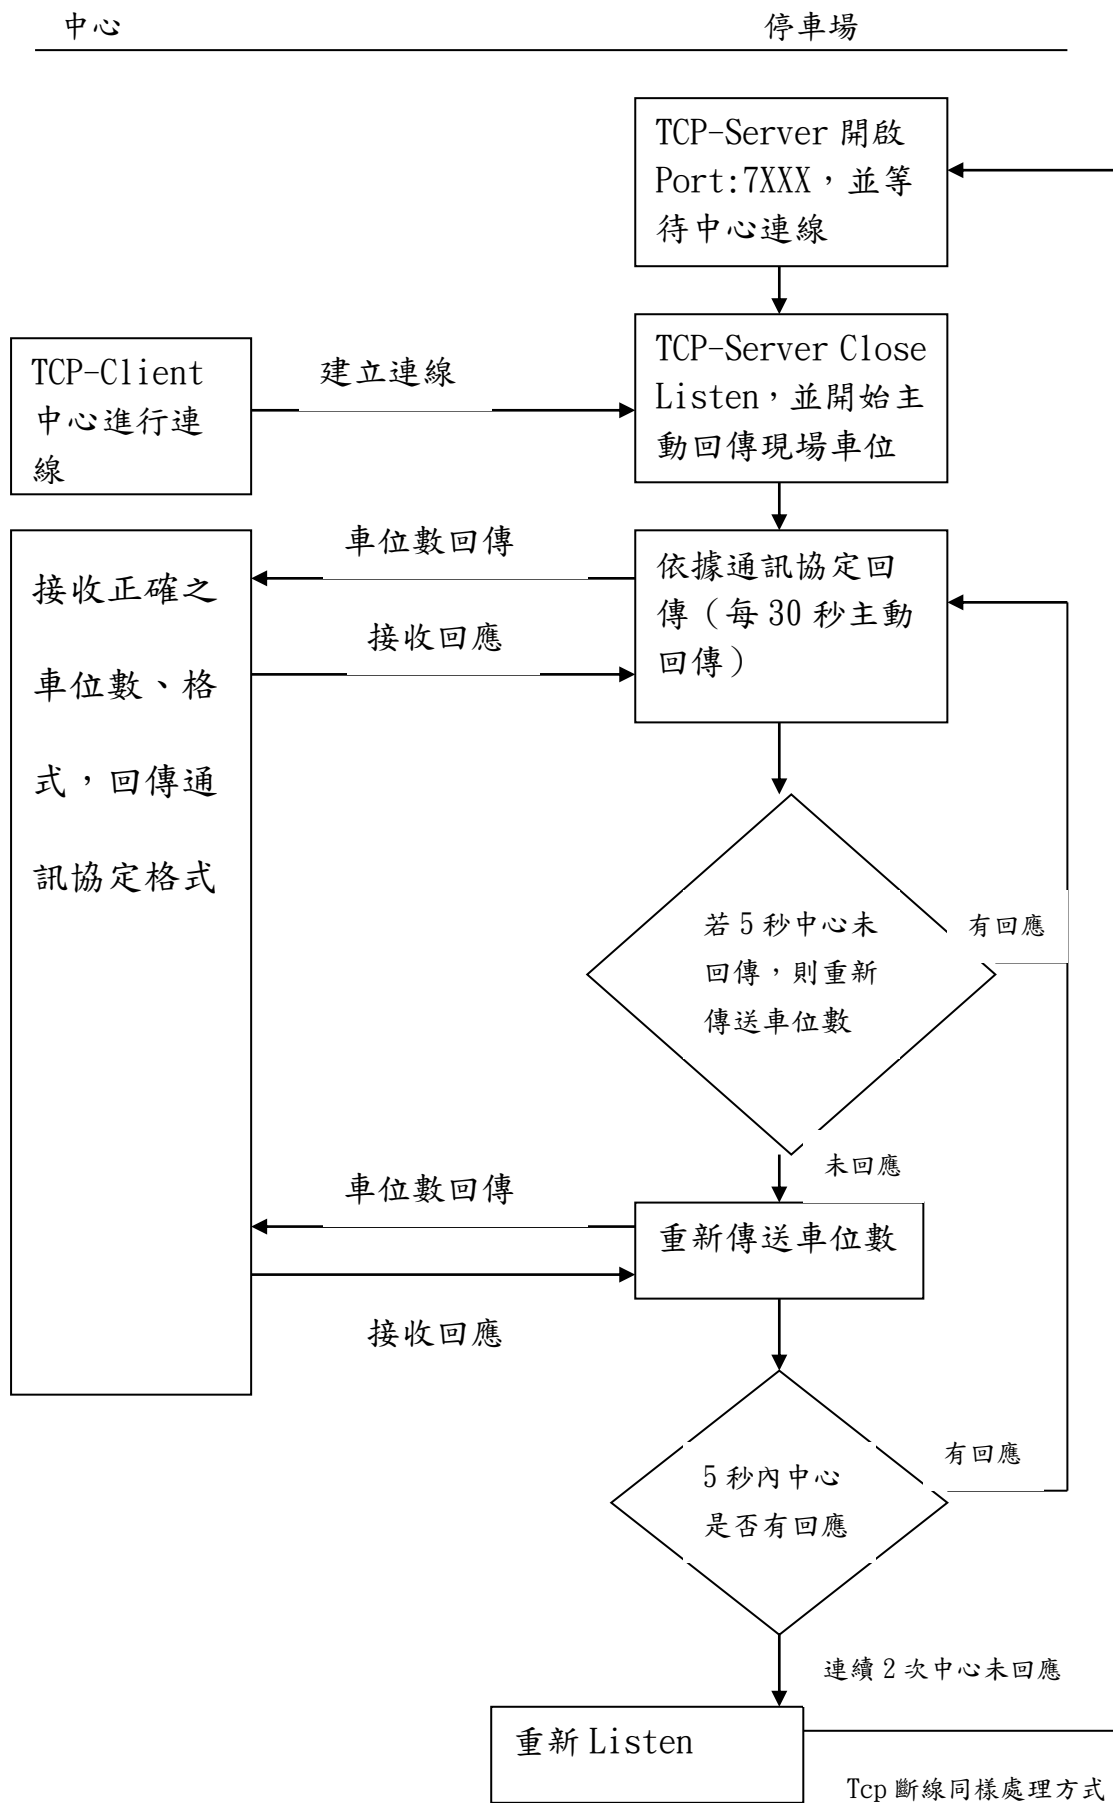 中心
停車場
TCP-Server 開啟
Port:7XXX，並等
待中心連線
TCP-Client
中心進行連
線
建立連線
TCP-Server Close
Listen，並開始主
動回傳現場車位
接收正確之
車位數、格
式，回傳通
訊協定格式
車位數回傳
接收回應
依據通訊協定回
傳（每 30 秒主動
回傳）
若 5 秒中心未
回傳，則重新
傳送車位數
有回應
未回應
車位數回傳
接收回應
重新傳送車位數
5 秒內中心
是否有回應
有回應
連續 2 次中心未回應
重新 Listen
Tcp 斷線同樣處理方式